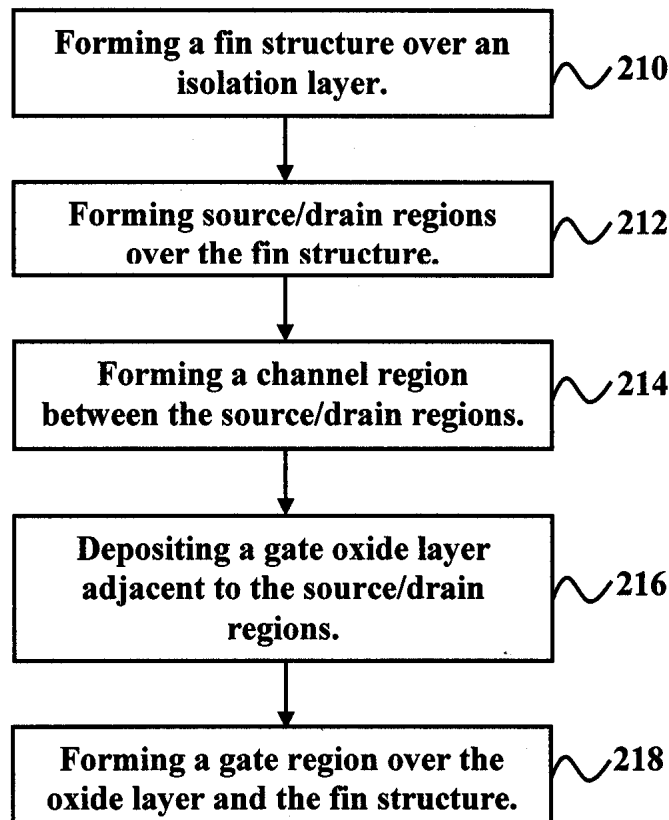 Forming a fin structure over an
isolation layer.
210
Forming source/drain regions
over the fin structure.
212
Forming a channel region
between the source/drain regions.
214
Depositing a gate oxide layer
adjacent to the source/drain
regions.
216
Forming a gate region over the
oxide layer and the fin structure.
218